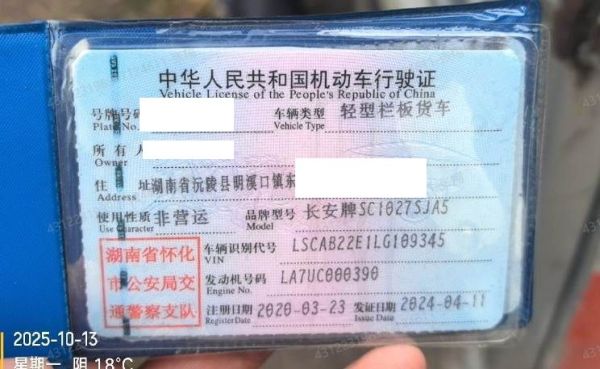 中华人民共和国机动车行驶证
Vehicle License of the People's Republic of China
号牌号码 车辆类型 轻型栏板货车
Plate No. Vehicle Type
所有人
Owner
住 址 湖南省沅陵县明溪口镇东
Address
使用性质 非营运 品牌型号 长安牌SC1027SJA5
Use Character Model
湖南省怀化
市公安局交
通警察支队
车辆识别代号 LSCAB22E1LG109345
VIN
发动机号码 LA7UC000390
Engine No.
注册日期 2020-03-23 发证日期 2024-04-11
Register Date Issue Date
2025-10-13
星期一 阴 18℃